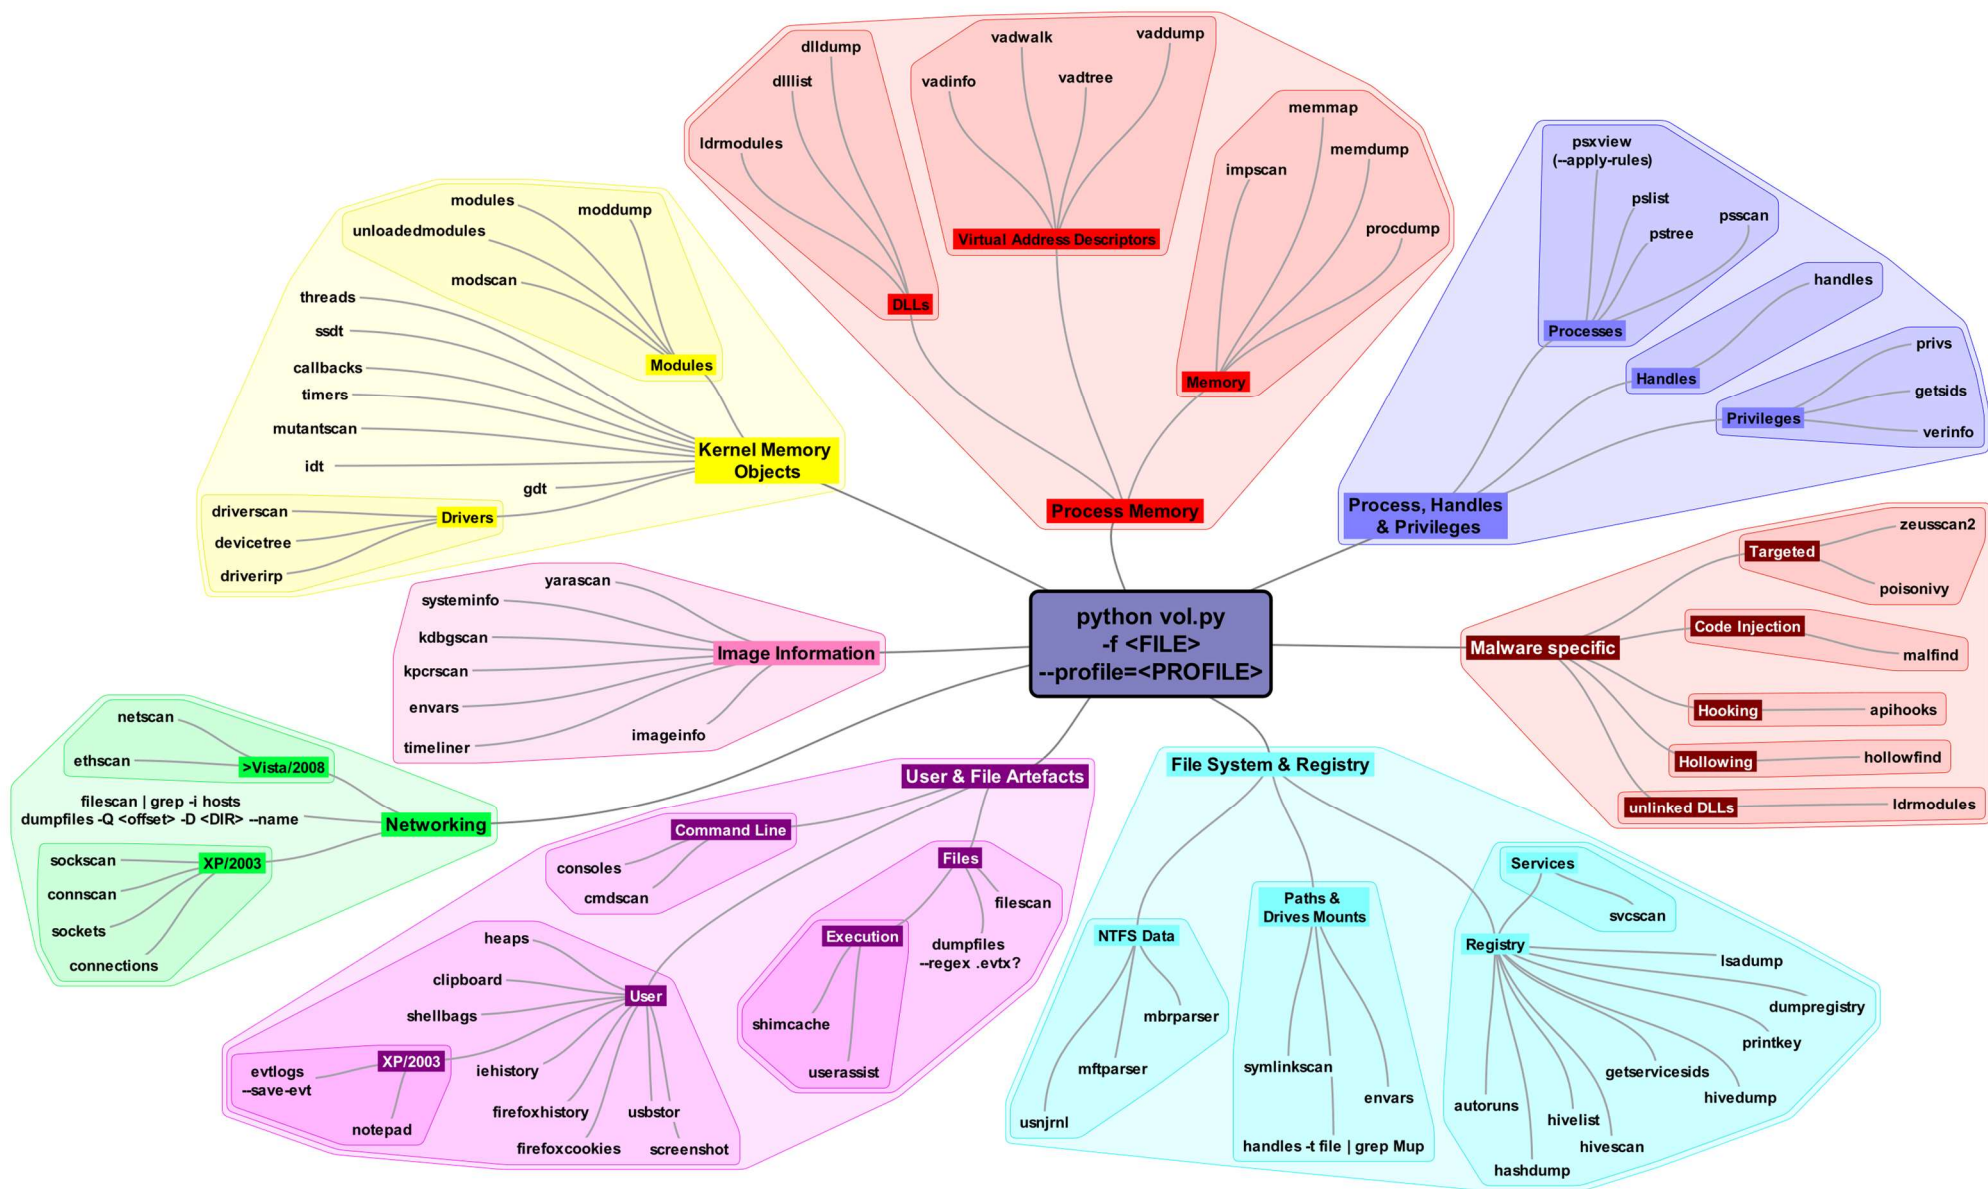 python vol.py
-f <FILE>
--profile=<PROFILE>
Kernel Memory
Objects
Modules
modules
moddump
unloadedmodules
modscan
threads
ssdt
callbacks
timers
mutantscan
idt
gdt
Drivers
driverscan
devicetree
driverirp
Process Memory
DLLs
dlldump
dlllist
ldrmodules
Virtual Address Descriptors
vadinfo
vadwalk
vadtree
vaddump
Memory
memmap
memdump
impscan
procdump
Process, Handles
& Privileges
Processes
psxview
(--apply-rules)
pslist
pstree
psscan
Handles
handles
Privileges
privs
getsids
verinfo
Malware specific
Targeted
zeusscan2
poisonivy
Code Injection
malfind
Hooking
apihooks
Hollowing
hollowfind
unlinked DLLs
ldrmodules
Image Information
yarascan
systeminfo
kdbgscan
kpcrscan
envars
timeliner
imageinfo
Networking
>Vista/2008
netscan
ethscan
filescan | grep -i hosts
dumpfiles -Q <offset> -D <DIR> --name
XP/2003
sockscan
connscan
sockets
connections
User & File Artefacts
Command Line
consoles
cmdscan
Files
filescan
dumpfiles
--regex .evtx?
Execution
shimcache
userassist
User
heaps
clipboard
shellbags
XP/2003
evtlogs
--save-evt
notepad
iehistory
firefoxhistory
firefoxcookies
usbstor
screenshot
File System & Registry
NTFS Data
mbrparser
mftparser
usnjrnl
Paths &
Drives Mounts
symlinkscan
envars
handles -t file | grep Mup
Services
svcscan
Registry
lsadump
dumpregistry
printkey
getservicesids
hivedump
autoruns
hivelist
hivescan
hashdump